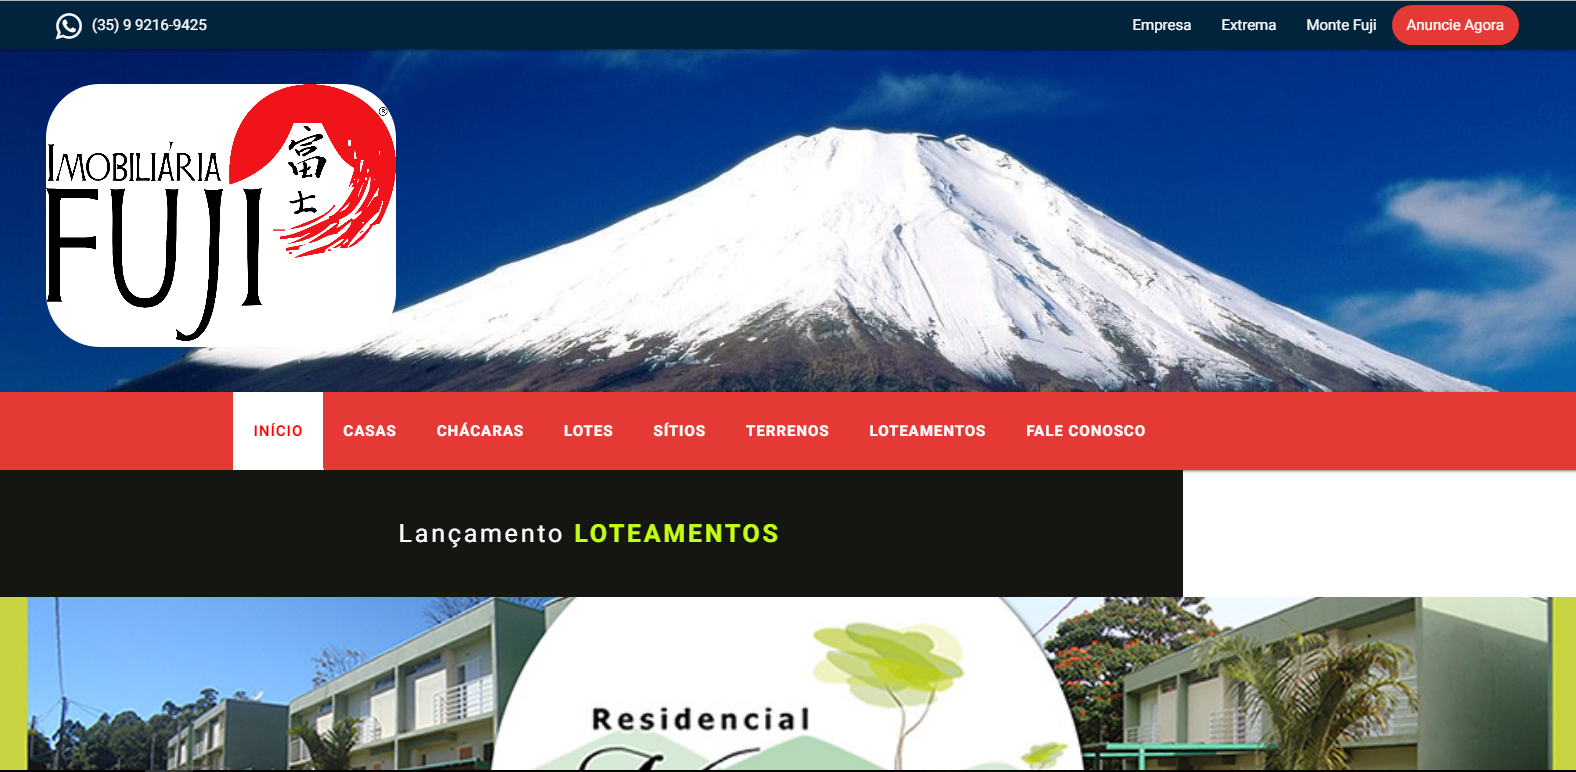 (35) 9 9216-9425
Empresa Extrema Monte Fuji Anuncie Agora
IMOBILIÁRIA
FUJI
富士
®
INÍCIO CASAS CHÁCARAS LOTES SÍTIOS TERRENOS LOTEAMENTOS FALE CONOSCO
Lançamento LOTEAMENTOS
Residencial